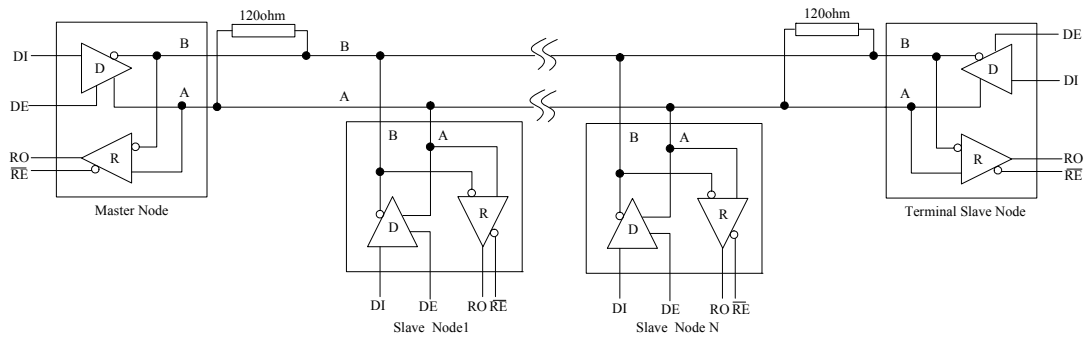 120ohm
120ohm
B
B
B
DE
DI
D
D
DI
A
A
A
DE
B
A
B
A
RO
R
R
RO
RE
RE
Master Node
Terminal Slave Node
D
R
D
R
DI
DE
RO
RE
DI
DE
RO
RE
Slave Node1
Slave Node N